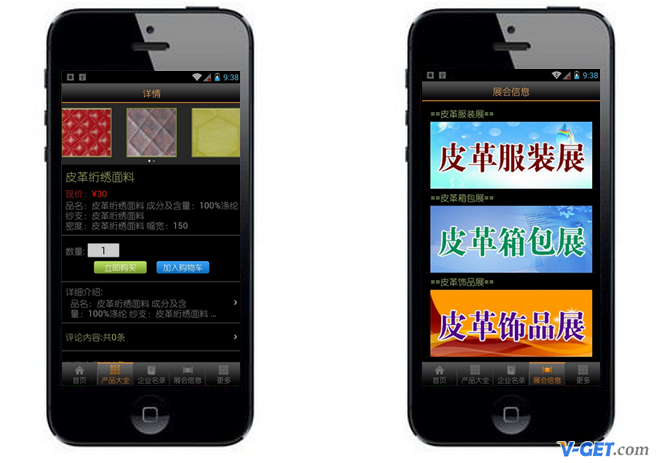 9:38
详情
皮革绗绣面料
现价：¥30
品名：皮革绗绣面料 成分及含量：100%涤纶
纱支：皮革绗绣面料
密度：皮革绗绣面料 幅宽：150
数量: 1
立即购买 加入购物车
详细介绍:
品名：皮革绗绣面料 成分及含
量：100%涤纶 纱支：皮革绗绣面料 ...
评论内容:共0条
首页 产品大全 企业名录 展会信息 更多
9:38
展会信息
==皮革服装展==
皮革服装展
==皮革箱包展==
皮革箱包展
==皮革饰品展==
皮革饰品展
首页 产品大全 企业名录 展会信息 更多
V-GET.com